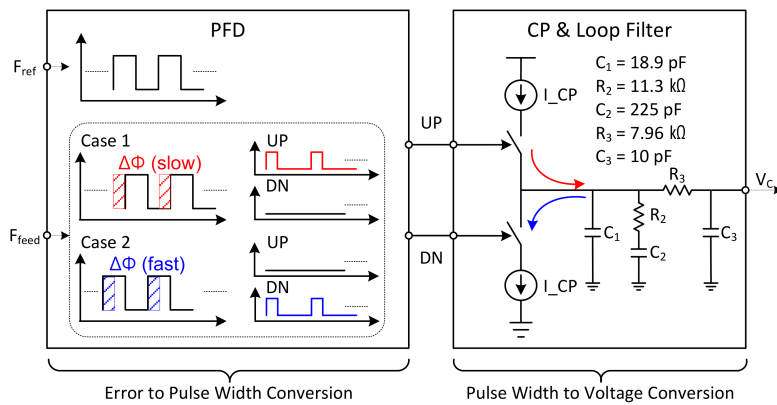 PFD
F_ref
Case 1
ΔΦ (slow)
UP
DN
F_feed
Case 2
ΔΦ (fast)
UP
DN
Error to Pulse Width Conversion
UP
DN
CP & Loop Filter
I_CP
C₁ = 18.9 pF
R₂ = 11.3 kΩ
C₂ = 225 pF
R₃ = 7.96 kΩ
C₃ = 10 pF
R₃
V_C
C₁
R₂
C₂
C₃
I_CP
Pulse Width to Voltage Conversion